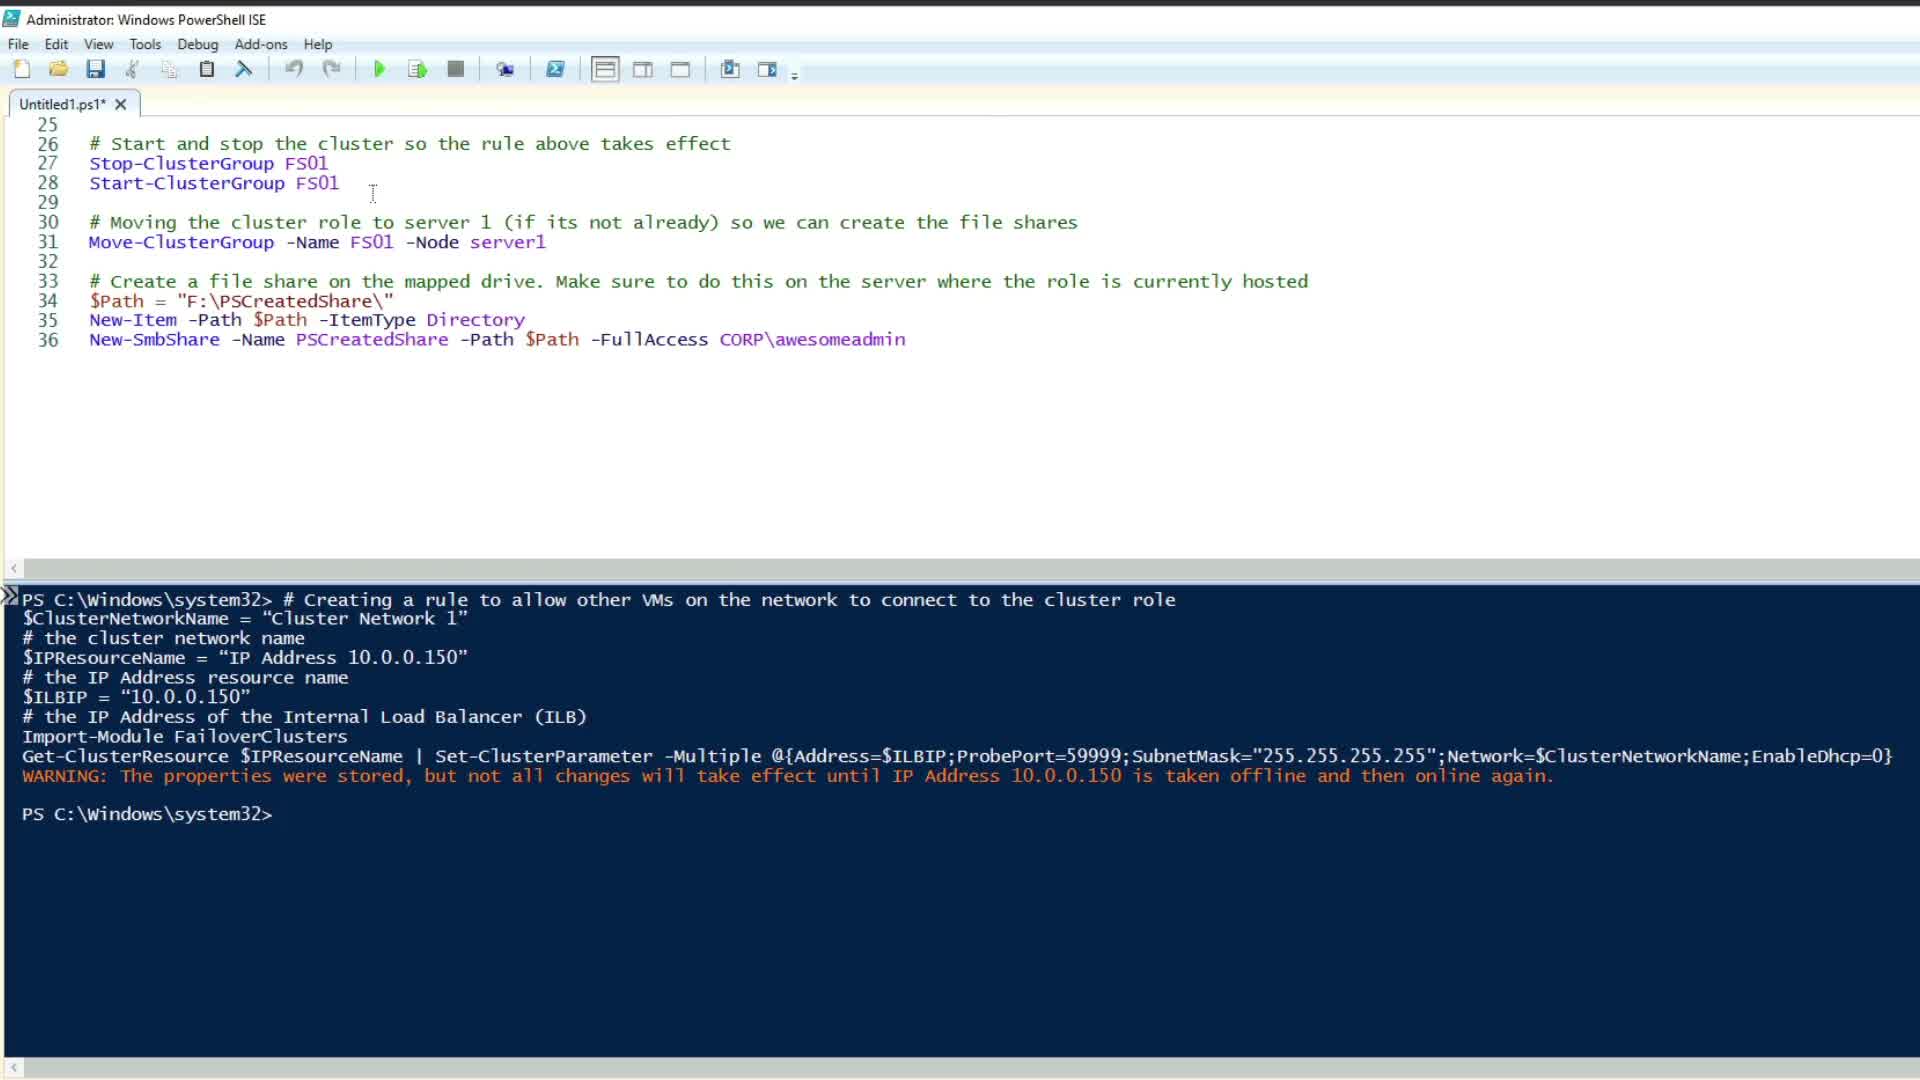 Administrator: Windows PowerShell ISE
File Edit View Tools Debug Add-ons Help
Untitled1.ps1* X
25
26 # Start and stop the cluster so the rule above takes effect
27 Stop-ClusterGroup FS01
28 Start-ClusterGroup FS01
29
30 # Moving the cluster role to server 1 (if its not already) so we can create the file shares
31 Move-ClusterGroup -Name FS01 -Node server1
32
33 # Create a file share on the mapped drive. Make sure to do this on the server where the role is currently hosted
34 $Path = "F:\PSCreatedShare\"
35 New-Item -Path $Path -ItemType Directory
36 New-SmbShare -Name PSCreatedShare -Path $Path -FullAccess CORP\awesomeadmin
PS C:\Windows\system32> # Creating a rule to allow other VMs on the network to connect to the cluster role
$ClusterNetworkName = “Cluster Network 1”
# the cluster network name
$IPResourceName = “IP Address 10.0.0.150”
# the IP Address resource name
$ILBIP = “10.0.0.150”
# the IP Address of the Internal Load Balancer (ILB)
Import-Module FailoverClusters
Get-ClusterResource $IPResourceName | Set-ClusterParameter -Multiple @{Address=$ILBIP;ProbePort=59999;SubnetMask="255.255.255.255";Network=$ClusterNetworkName;EnableDhcp=0}
WARNING: The properties were stored, but not all changes will take effect until IP Address 10.0.0.150 is taken offline and then online again.
PS C:\Windows\system32>